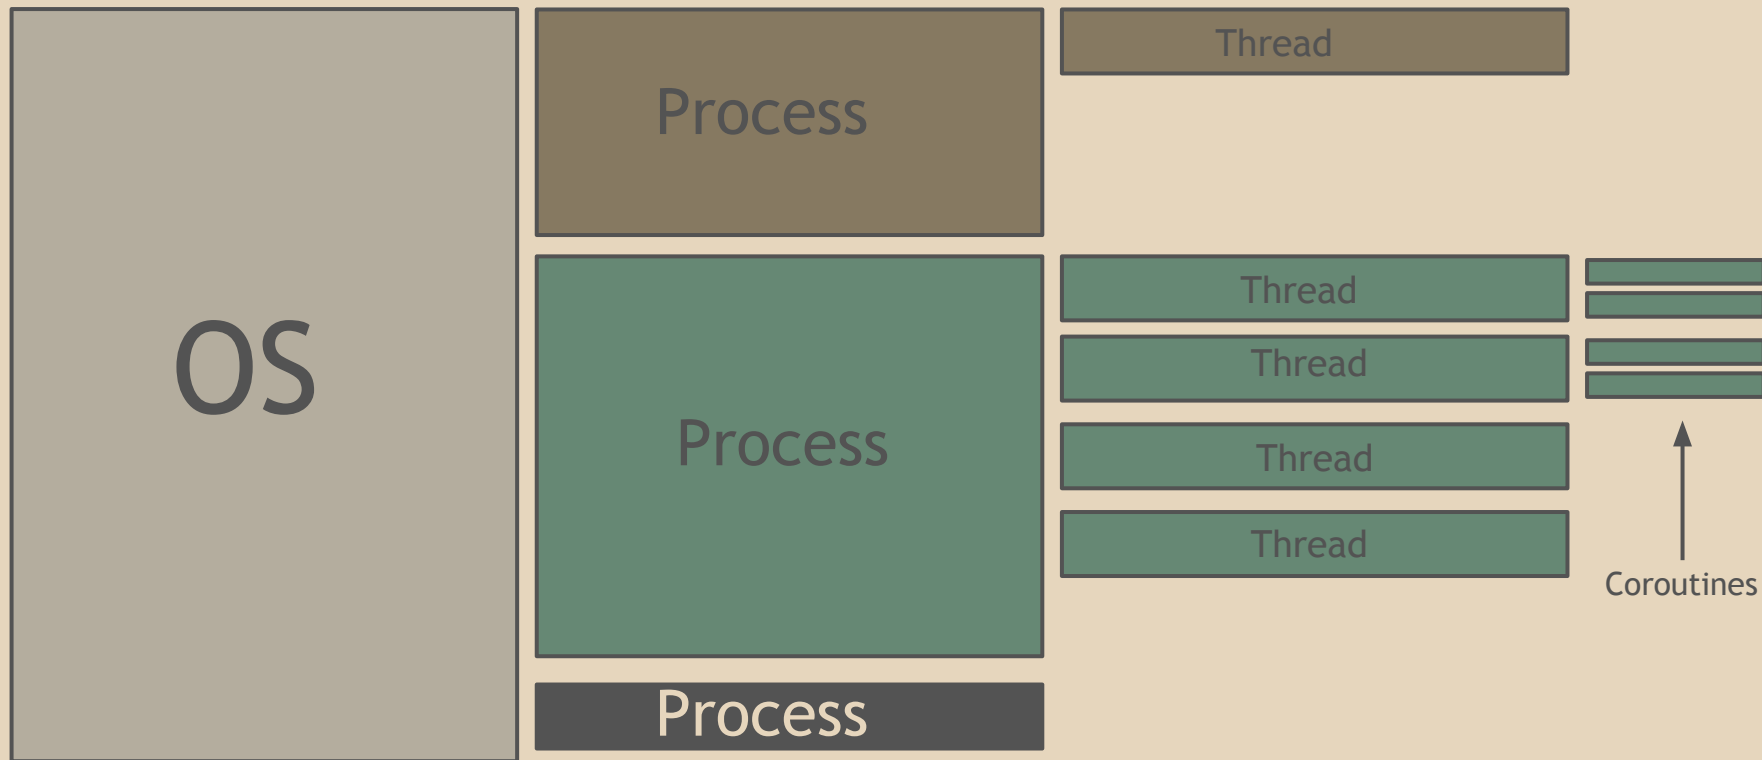 OS
Process
Thread
Process
Thread
Thread
Thread
Thread
Coroutines
Process